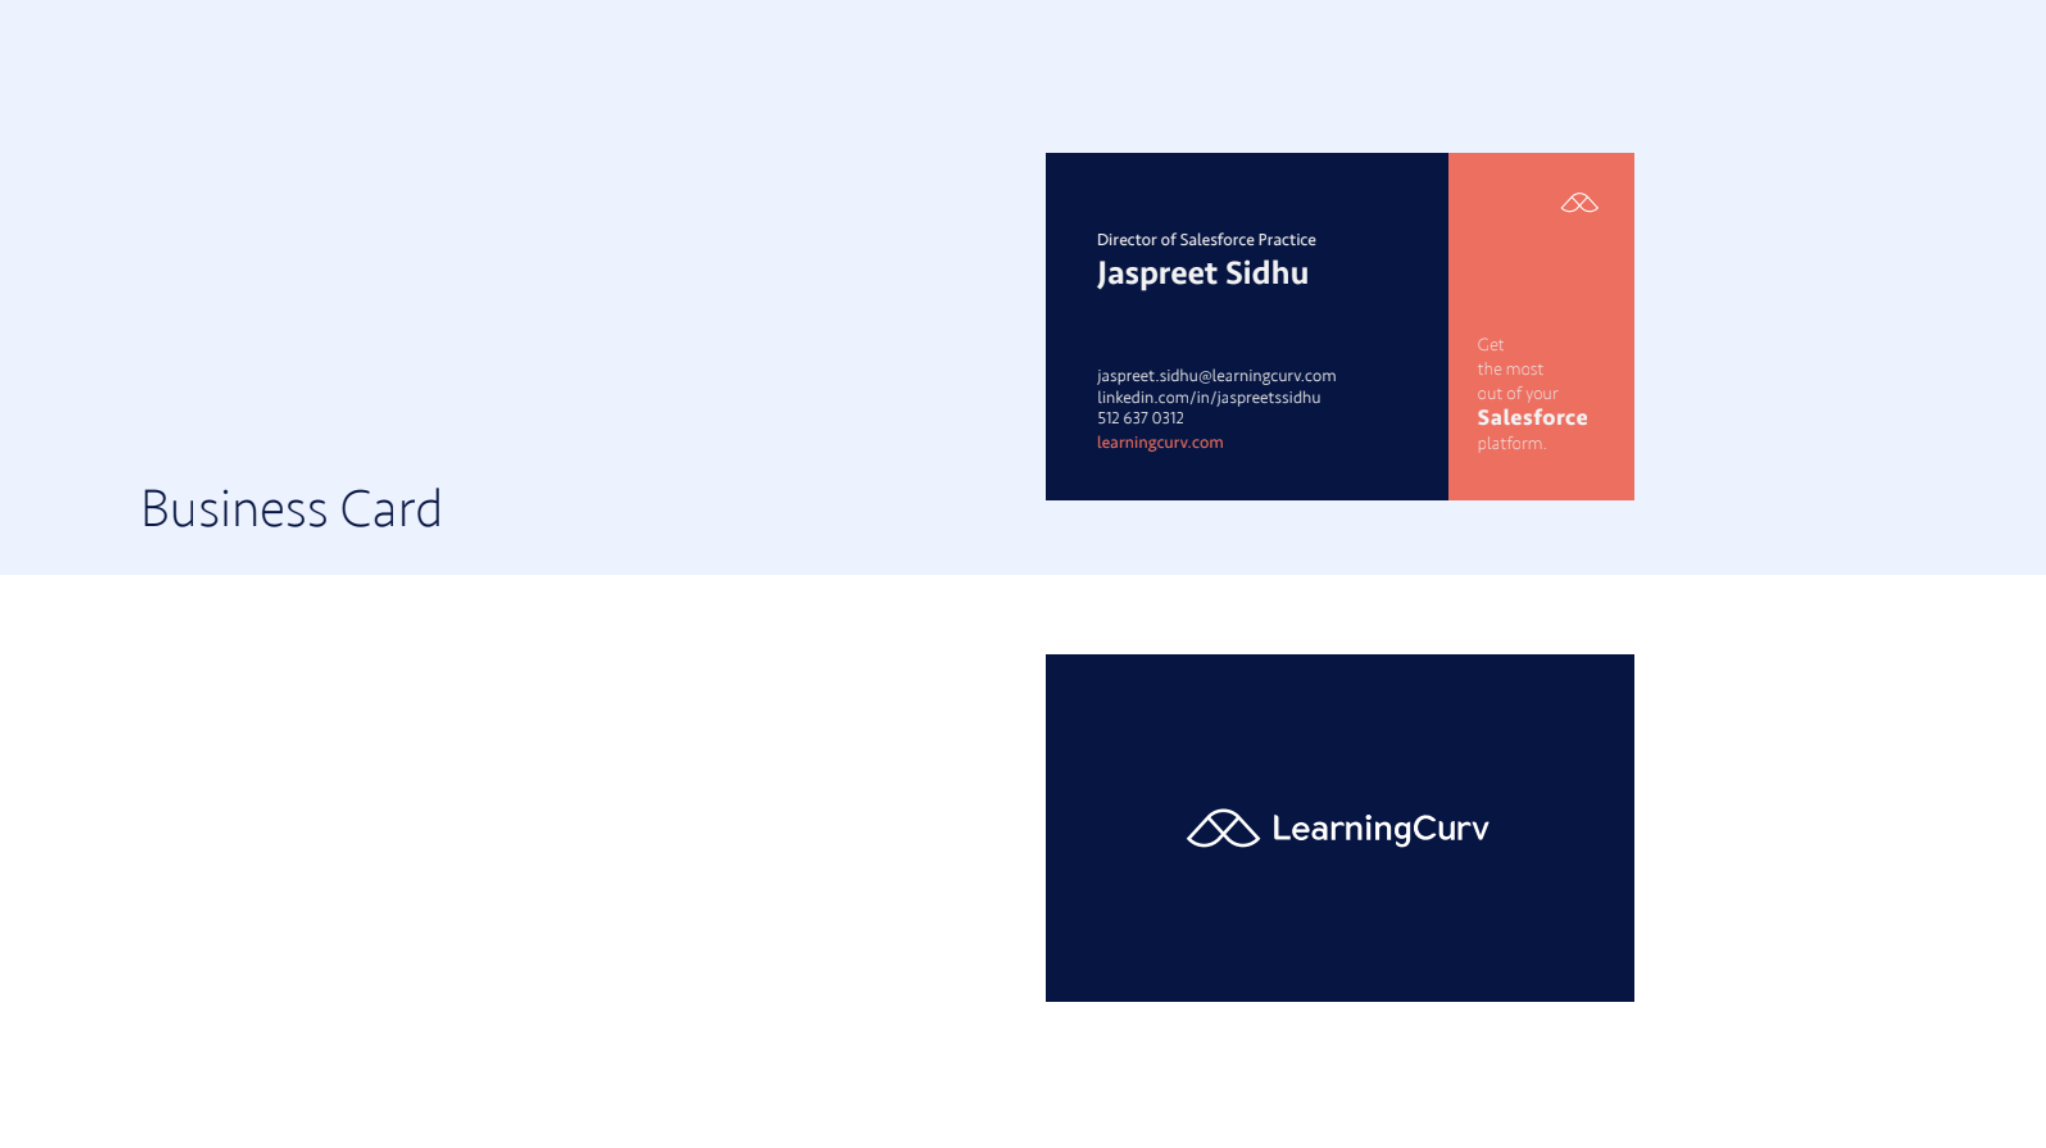 Business Card
Director of Salesforce Practice
Jaspreet Sidhu
jaspreet.sidhu@learningcurv.com
linkedin.com/in/jaspreetssidhu
512 637 0312
learningcurv.com
Get
the most
out of your
Salesforce
platform.
LearningCurv